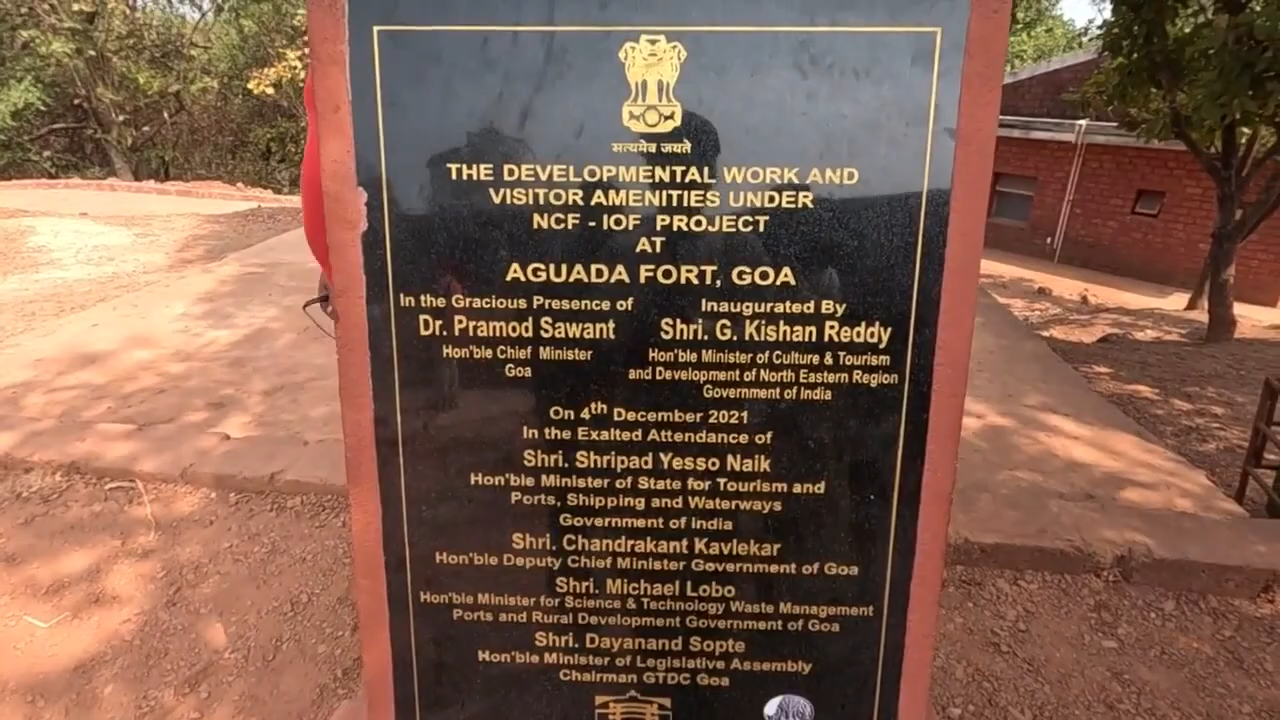 सत्यमेव जयते
THE DEVELOPMENTAL WORK AND
VISITOR AMENITIES UNDER
NCF - IOF PROJECT
AT
AGUADA FORT, GOA
In the Gracious Presence of
Dr. Pramod Sawant
Hon'ble Chief Minister
Goa
Inaugurated By
Shri. G. Kishan Reddy
Hon'ble Minister of Culture & Tourism
and Development of North Eastern Region
Government of India
On 4th December 2021
In the Exalted Attendance of
Shri. Shripad Yesso Naik
Hon'ble Minister of State for Tourism and
Ports, Shipping and Waterways
Government of India
Shri. Chandrakant Kavlekar
Hon'ble Deputy Chief Minister Government of Goa
Shri. Michael Lobo
Hon'ble Minister for Science & Technology Waste Management
Ports and Rural Development Government of Goa
Shri. Dayanand Sopte
Hon'ble Minister of Legislative Assembly
Chairman GTDC Goa